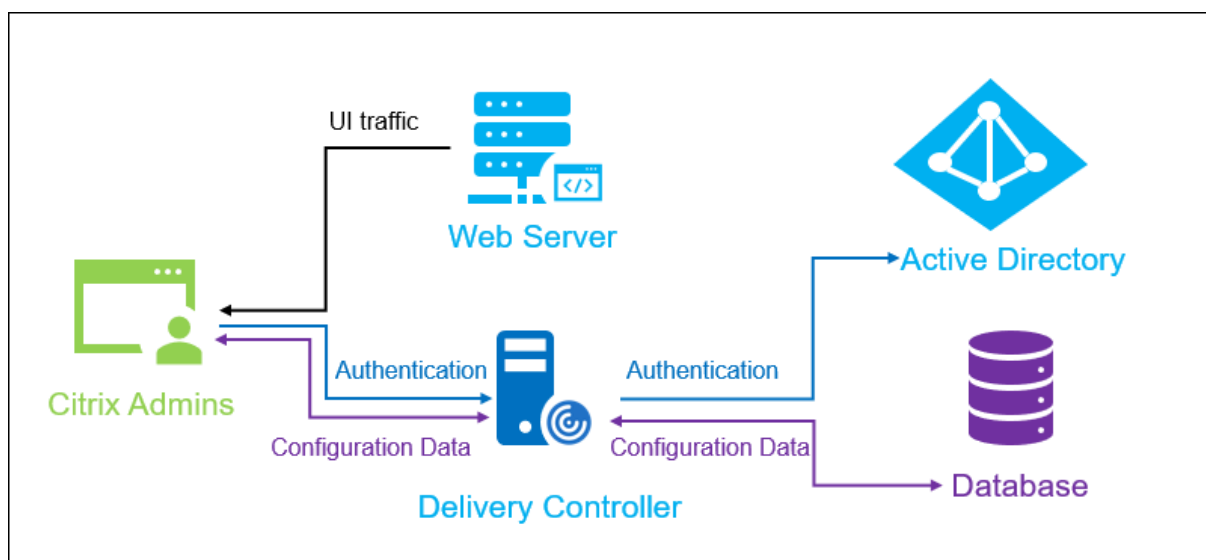 UI traffic
Web Server
Active Directory
Citrix Admins
Authentication
Authentication
Configuration Data
Configuration Data
Delivery Controller
Database